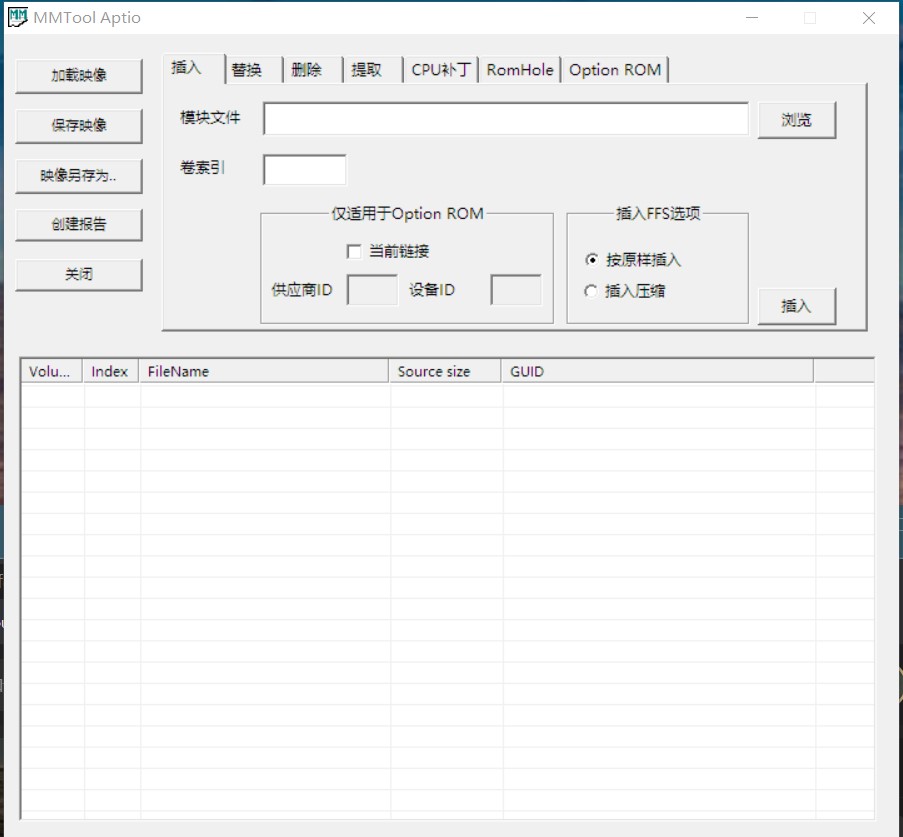 MMTool Aptio
加载映像
保存映像
映像另存为..
创建报告
关闭
插入 替换 删除 提取 CPU补丁 RomHole Option ROM
模块文件 浏览
卷索引
仅适用于Option ROM
当前链接
供应商ID 设备ID
插入FFS选项
按原样插入
插入压缩
插入
Volu... Index FileName Source size GUID